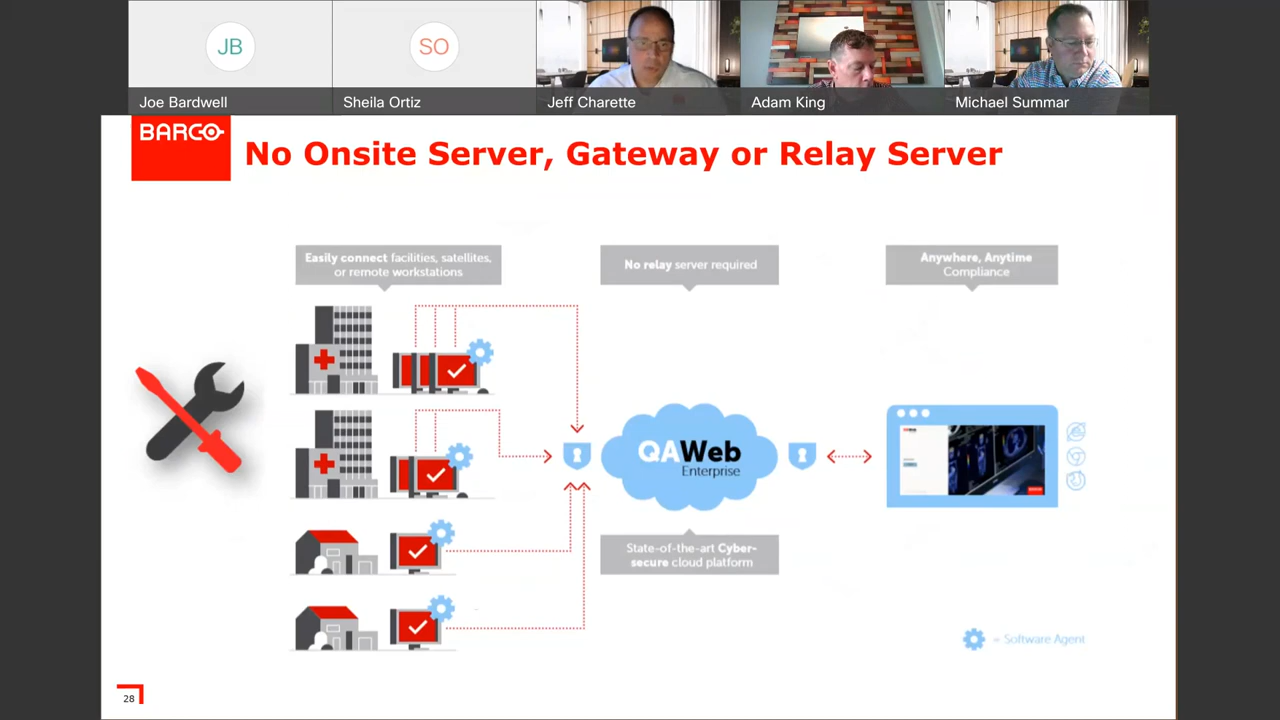 JB
SO
Joe Bardwell
Sheila Ortiz
Jeff Charette
Adam King
Michael Summar
BARCO
No Onsite Server, Gateway or Relay Server
Easily connect facilities, satellites,
or remote workstations
No relay server required
Anywhere, Anytime
Compliance
QAWeb
Enterprise
State-of-the-art Cyber-
secure cloud platform
= Software Agent
28